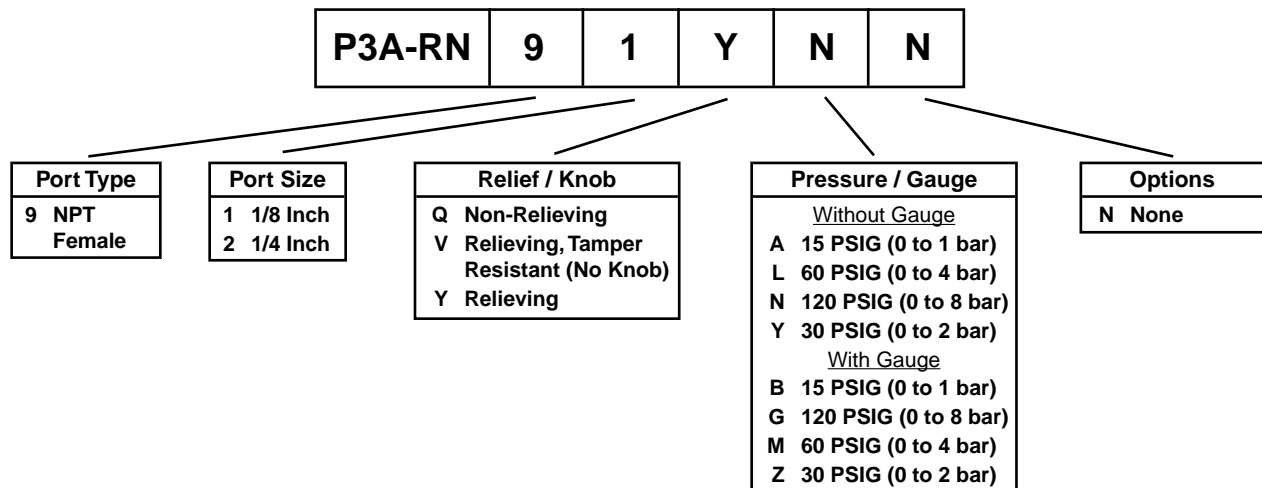 P3A-RN 9 1 Y N N
Port Type
9 NPT
Female
Port Size
1 1/8 Inch
2 1/4 Inch
Relief / Knob
Q Non-Relieving
V Relieving, Tamper
Resistant (No Knob)
Y Relieving
Pressure / Gauge
Without Gauge
A 15 PSIG (0 to 1 bar)
L 60 PSIG (0 to 4 bar)
N 120 PSIG (0 to 8 bar)
Y 30 PSIG (0 to 2 bar)
With Gauge
B 15 PSIG (0 to 1 bar)
G 120 PSIG (0 to 8 bar)
M 60 PSIG (0 to 4 bar)
Z 30 PSIG (0 to 2 bar)
Options
N None